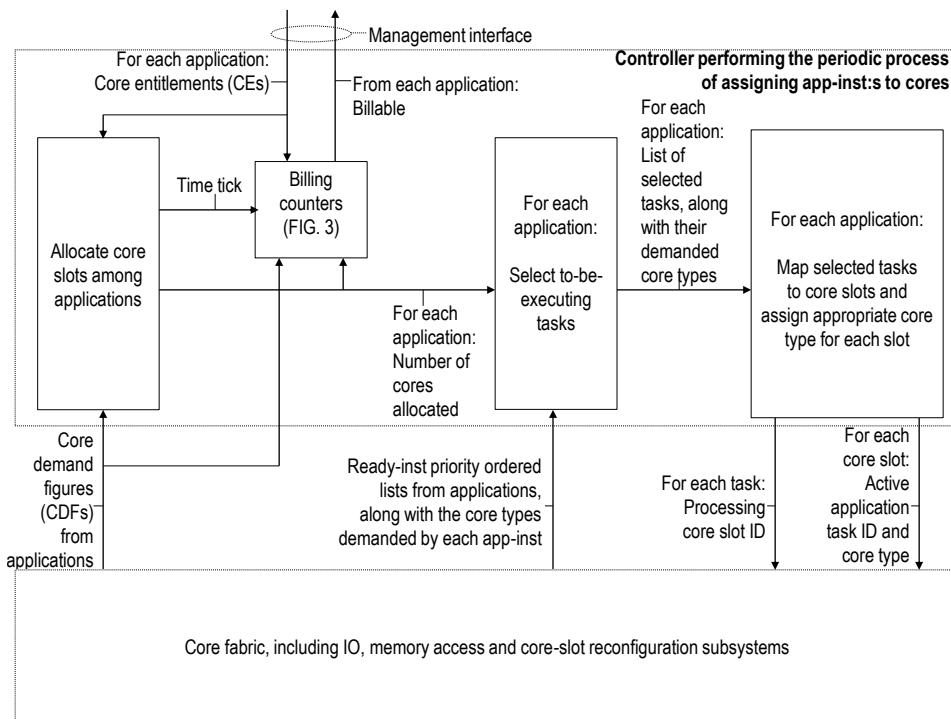 Management interface
For each application:
Core entitlements (CEs)
From each application:
Billable
Controller performing the periodic process
of assigning app-inst:s to cores
Allocate core
slots among
applications
Time tick
Billing
counters
(FIG. 3)
For each
application:
Number of
cores
allocated
For each
application:
Select to-be-
executing
tasks
For each
application:
List of
selected
tasks, along
with their
demanded
core types
For each application:
Map selected tasks
to core slots and
assign appropriate core
type for each slot
Core
demand
figures
(CDFs)
from
applications
Ready-inst priority ordered
lists from applications,
along with the core types
demanded by each app-inst
For each task:
Processing
core slot ID
For each
core slot:
Active
application
task ID and
core type
Core fabric, including IO, memory access and core-slot reconfiguration subsystems